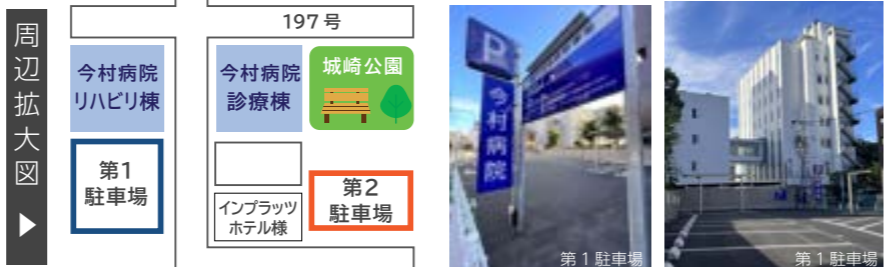 周辺拡大図
197号
今村病院
リハビリ棟
今村病院
診療棟
城崎公園
第1
駐車場
インプラッツ
ホテル様
第2
駐車場
P
今村病院
第1駐車場
第1駐車場